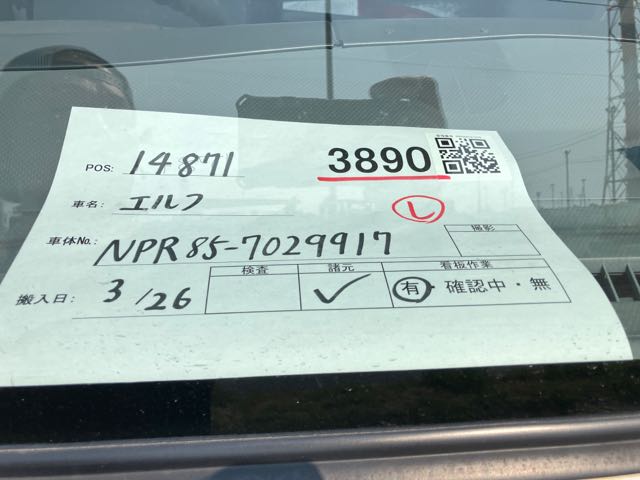 POS: 14871 3890
車名: エルフ し
車体No.: NPR85-7029917 撮影
搬入日: 3/26 検査 諸元 看板作業
✓ 有・確認中・無